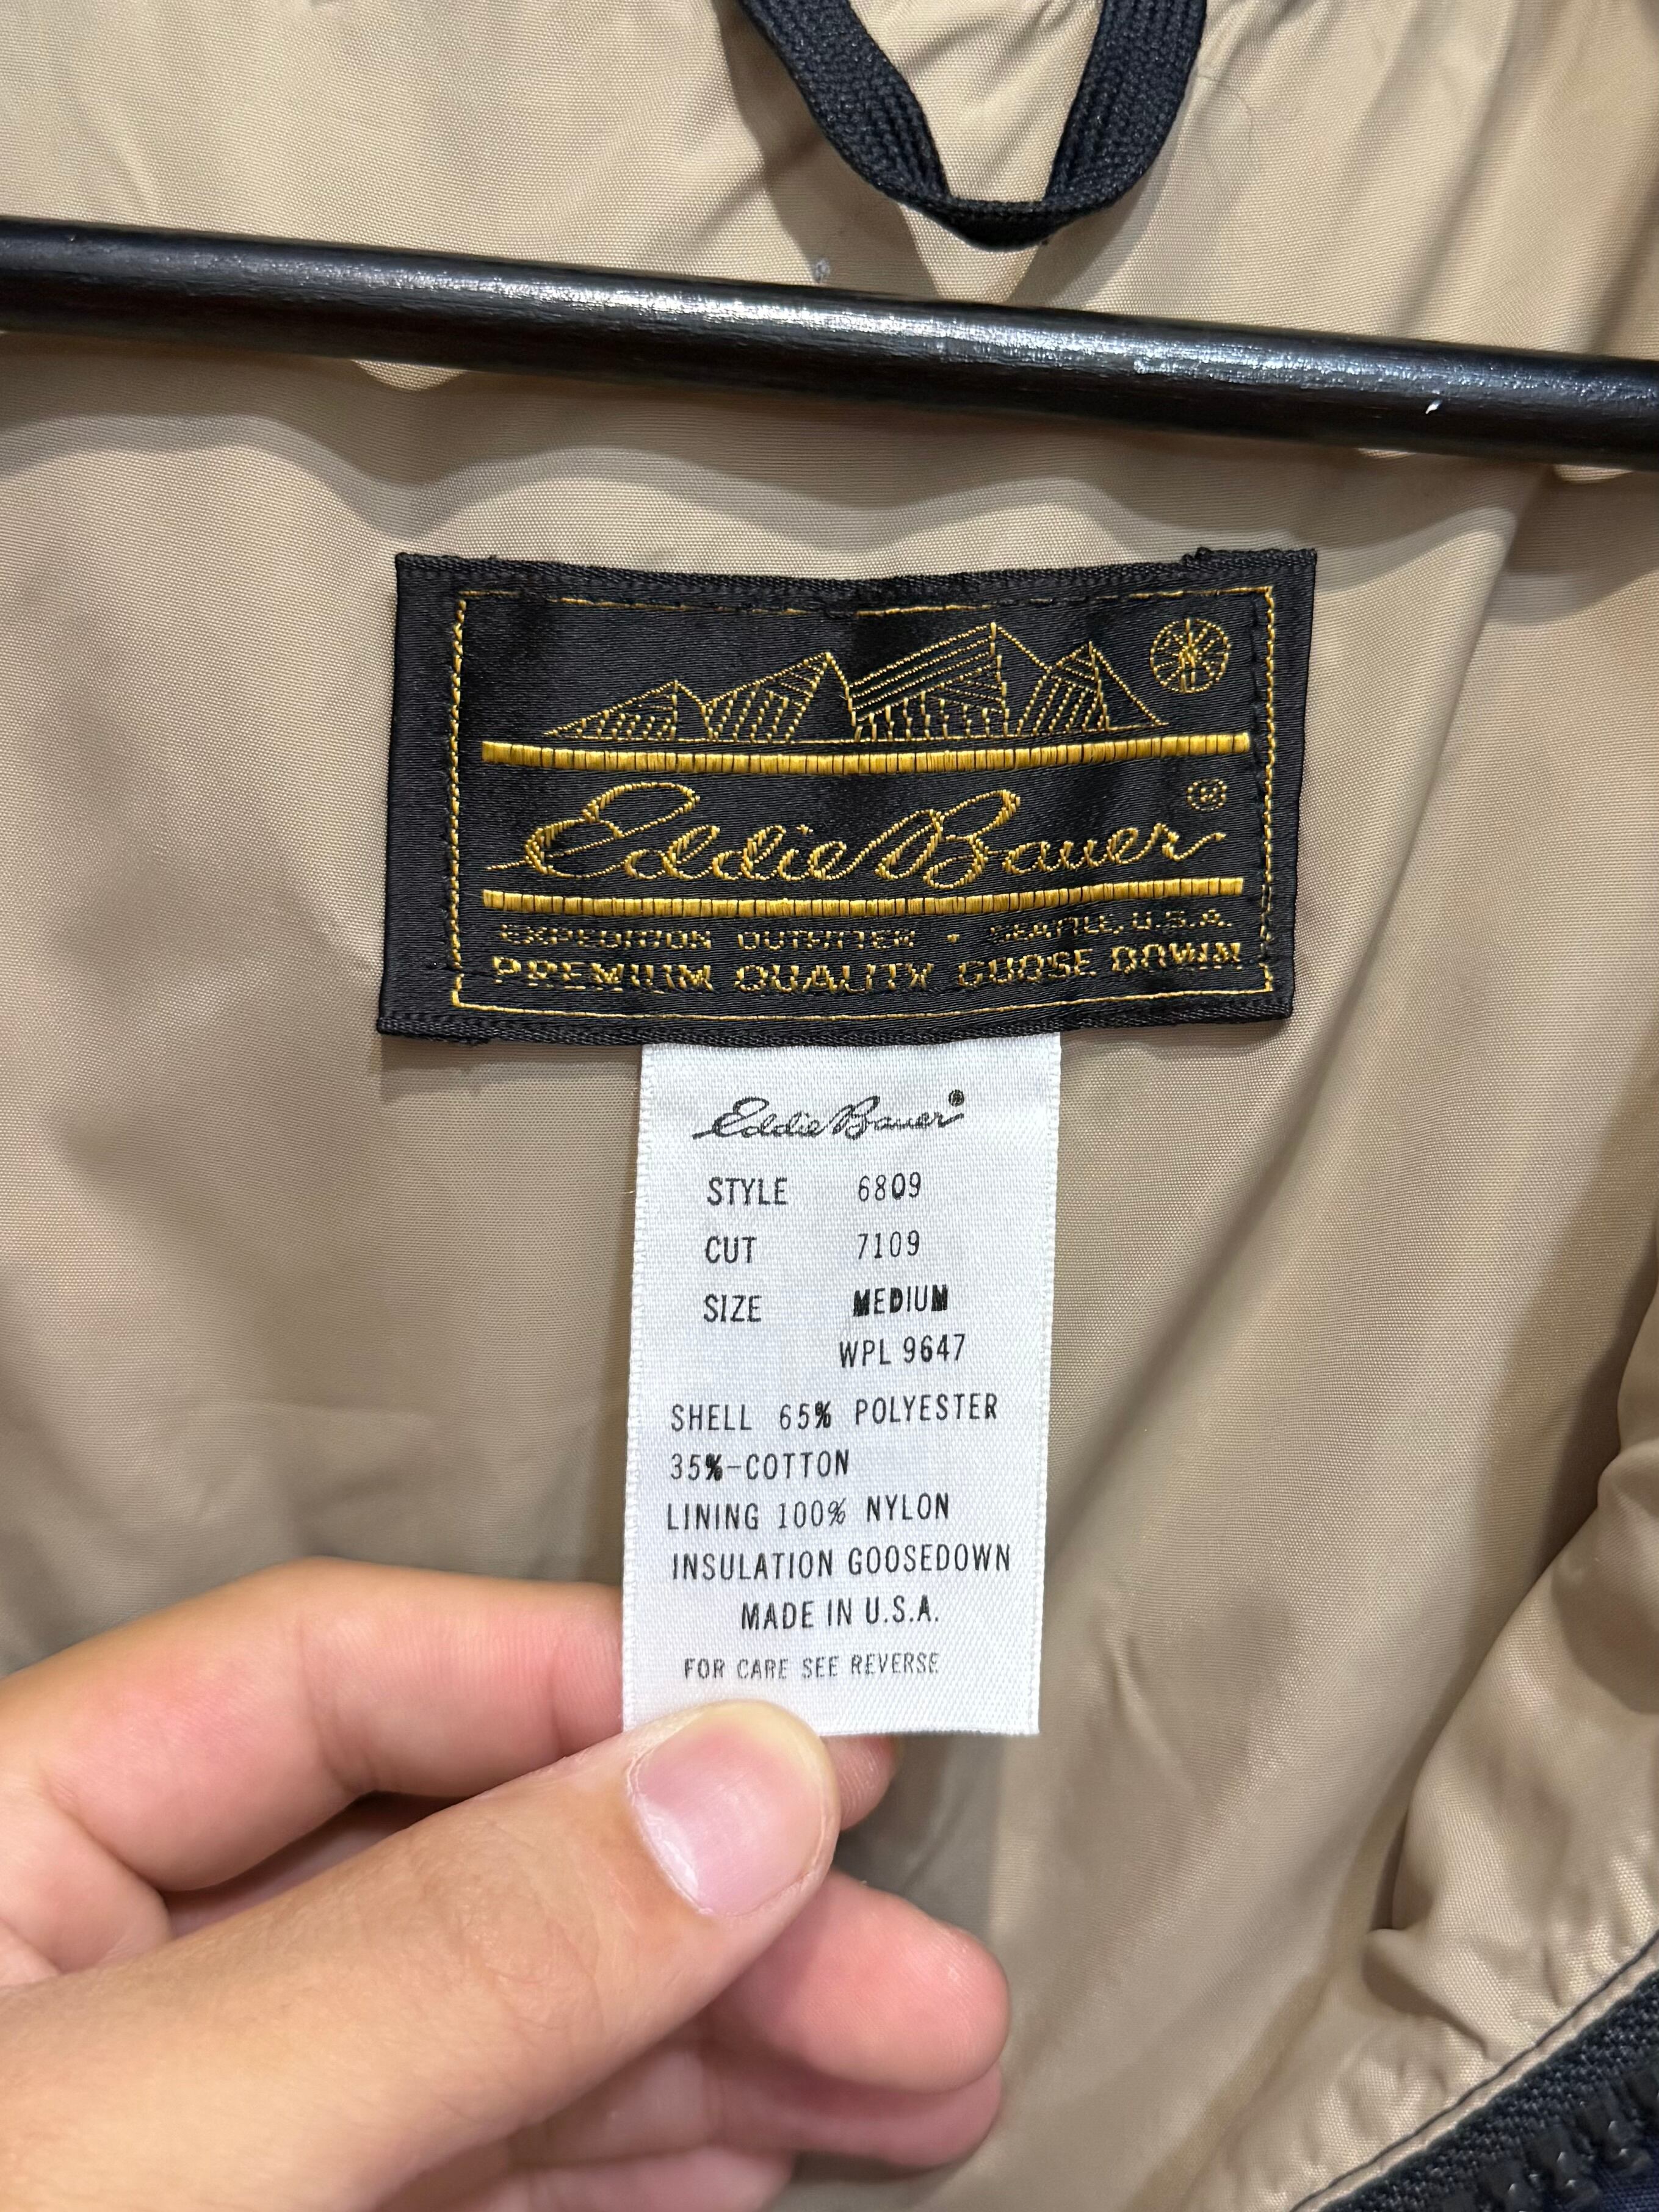 Eddie Bauer®
EXPEDITION OUTFITTER · SEATTLE, U.S.A.
PREMIUM QUALITY GOOSE DOWN
Eddie Bauer®
STYLE 6809
CUT 7109
SIZE MEDIUM
WPL 9647
SHELL 65% POLYESTER
35%-COTTON
LINING 100% NYLON
INSULATION GOOSEDOWN
MADE IN U.S.A.
FOR CARE SEE REVERSE